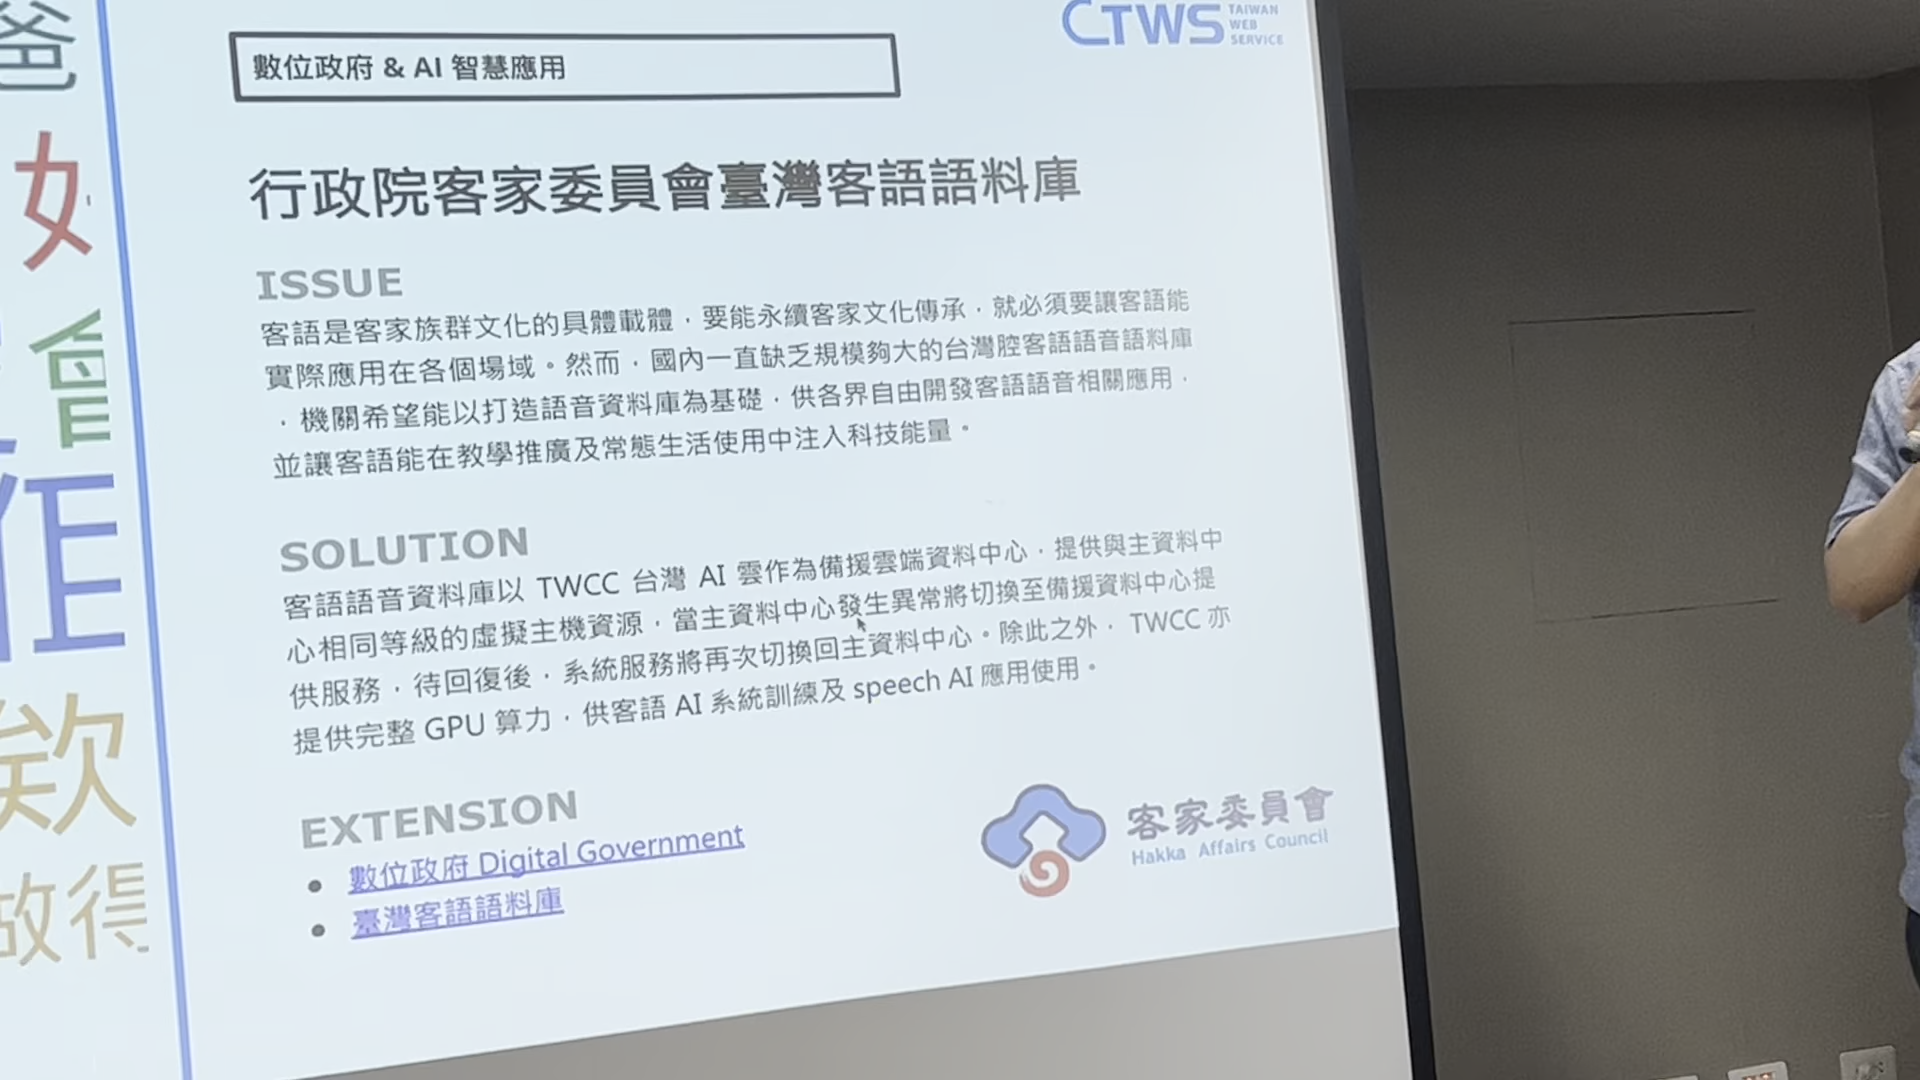 爸
女
會
作
欸
做得
TWS TAIWAN
WEB
SERVICE
數位政府 & AI 智慧應用
行政院客家委員會臺灣客語語料庫
ISSUE
客語是客家族群文化的具體載體，要能永續客家文化傳承，就必須要讓客語能
實際應用在各個場域。然而，國內一直缺乏規模夠大的台灣腔客語語音語料庫
，機關希望能以打造語音資料庫為基礎，供各界自由開發客語語音相關應用，
並讓客語能在教學推廣及常態生活使用中注入科技能量。
SOLUTION
客語語音資料庫以 TWCC 台灣 AI 雲作為備援雲端資料中心，提供與主資料中
心相同等級的虛擬主機資源，當主資料中心發生異常將切換至備援資料中心提
供服務，待回復後，系統服務將再次切換回主資料中心。除此之外， TWCC 亦
提供完整 GPU 算力，供客語 AI 系統訓練及 speech AI 應用使用。
EXTENSION
• 數位政府 Digital Government
• 臺灣客語語料庫
客家委員會
Hakka Affairs Council